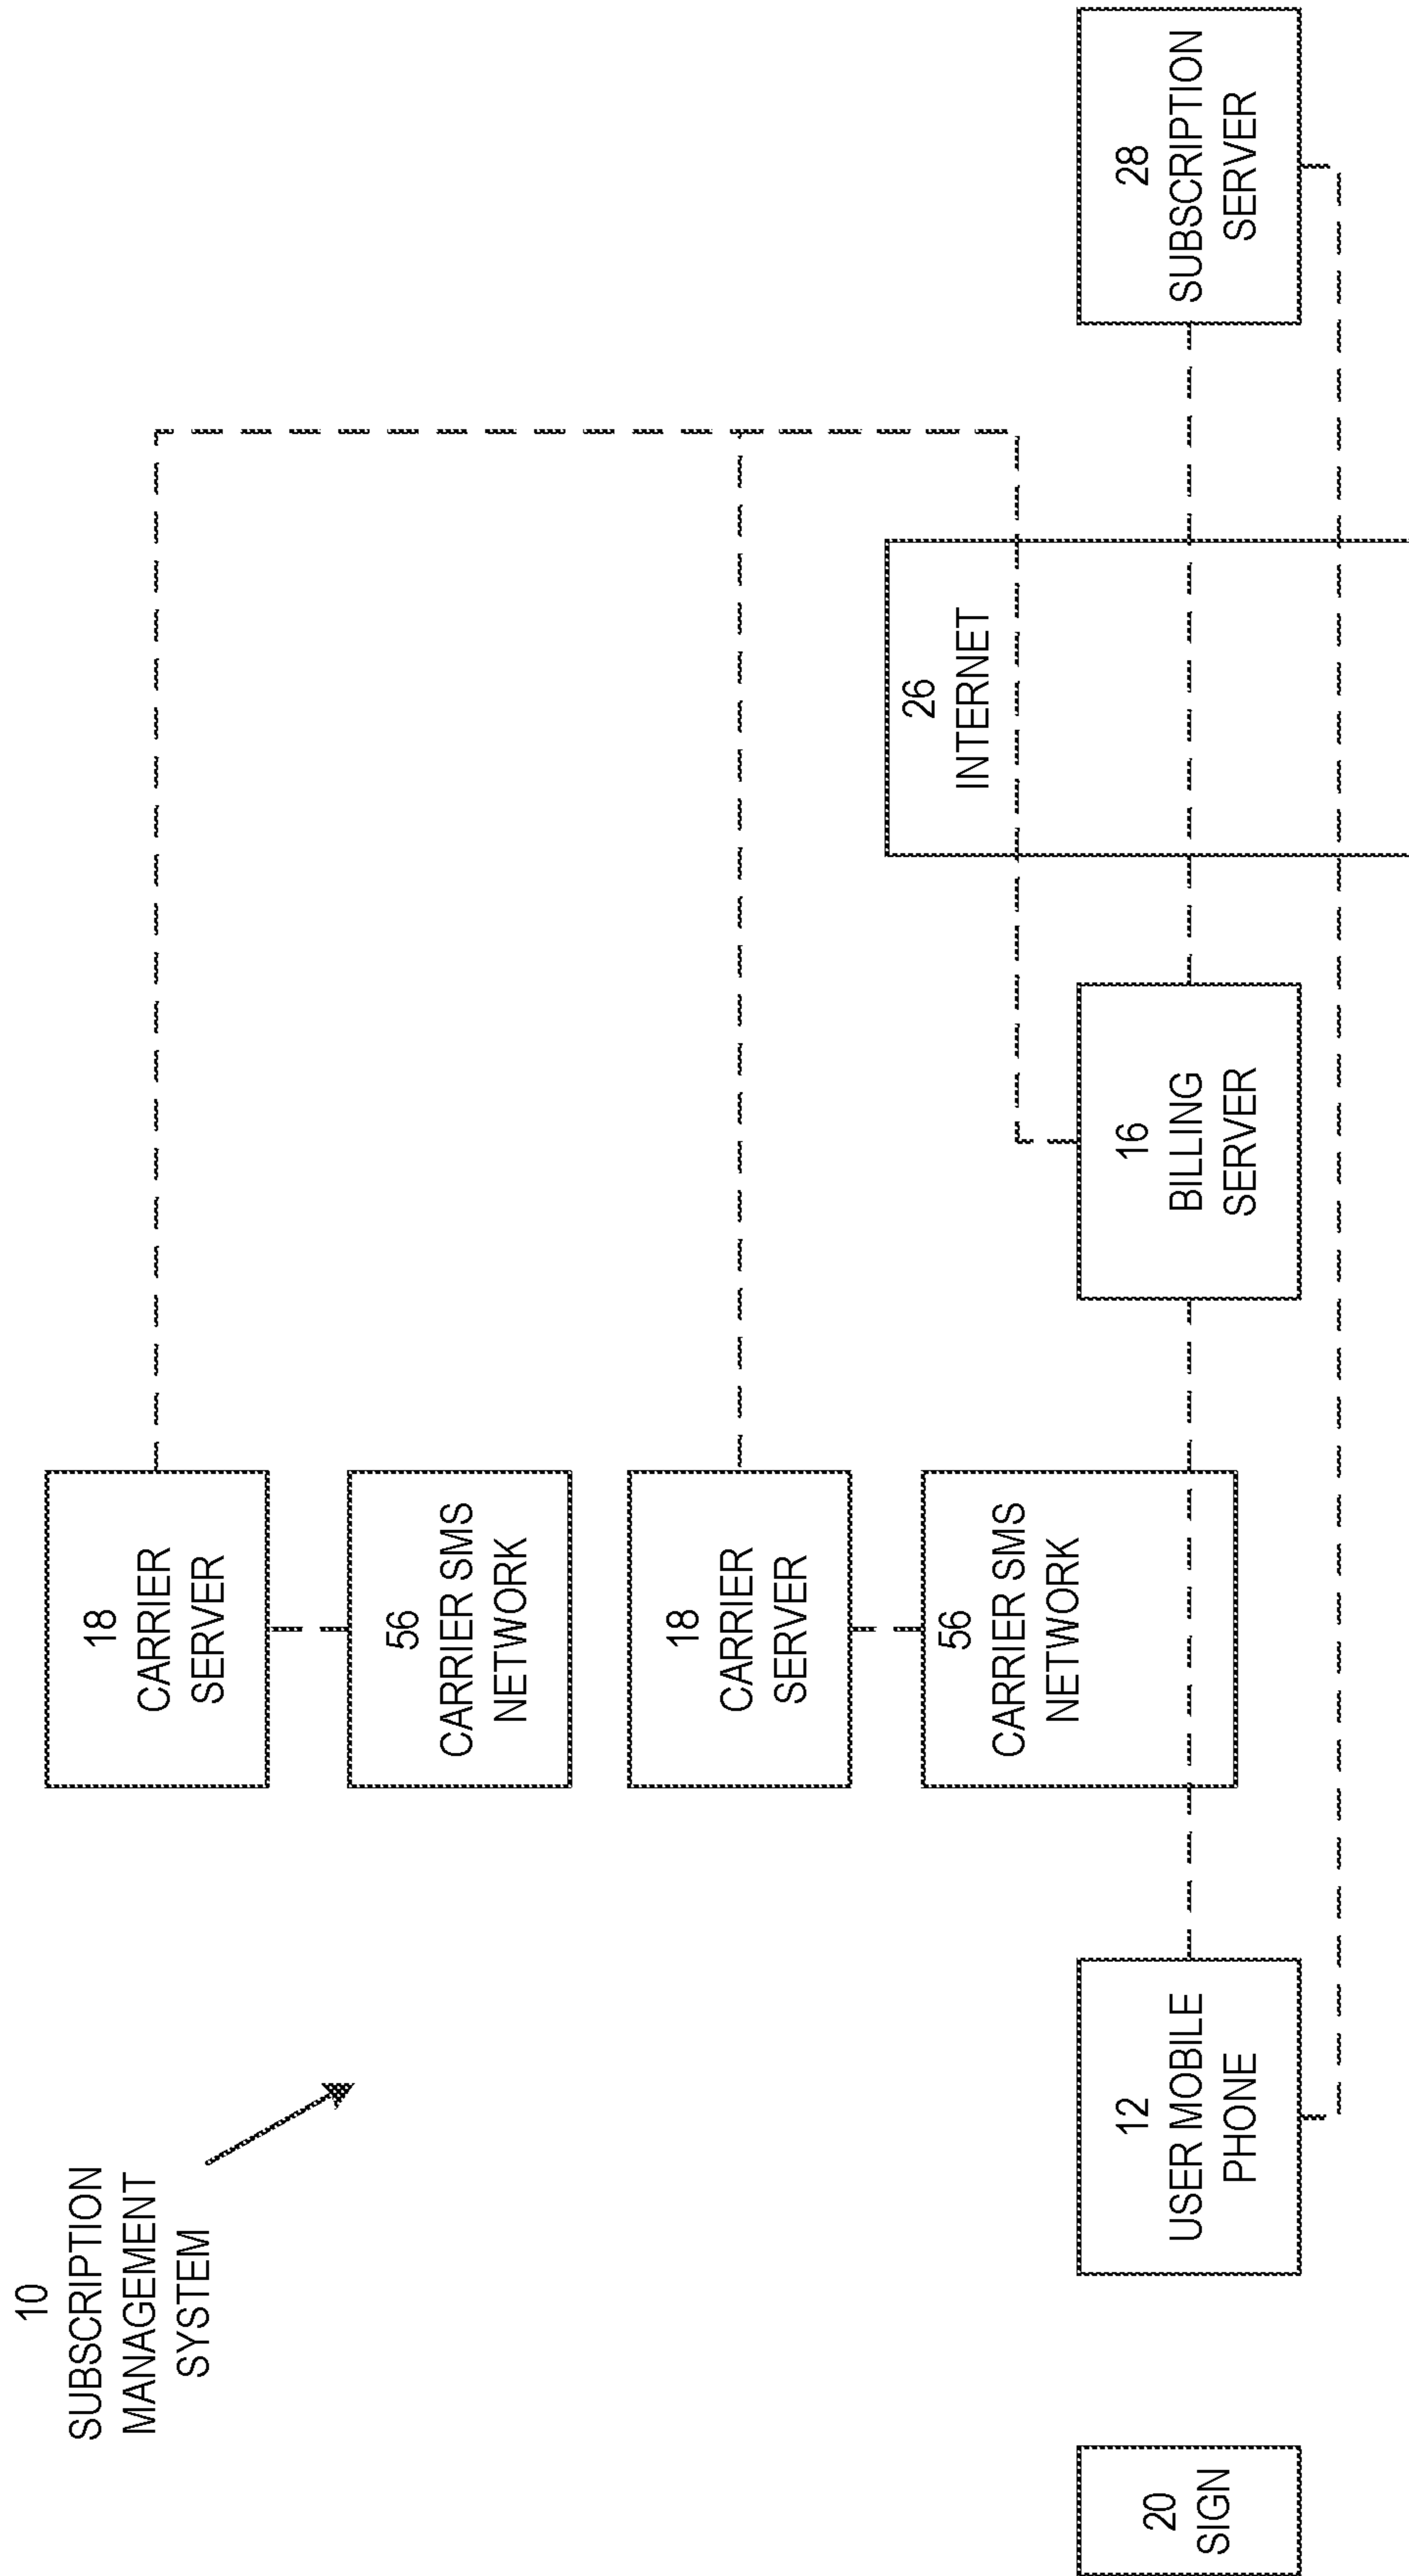 10
SUBSCRIPTION
MANAGEMENT
SYSTEM
18
CARRIER
SERVER
56
CARRIER SMS
NETWORK
18
CARRIER
SERVER
56
CARRIER SMS
NETWORK
26
INTERNET
20
SIGN
12
USER MOBILE
PHONE
16
BILLING
SERVER
28
SUBSCRIPTION
SERVER